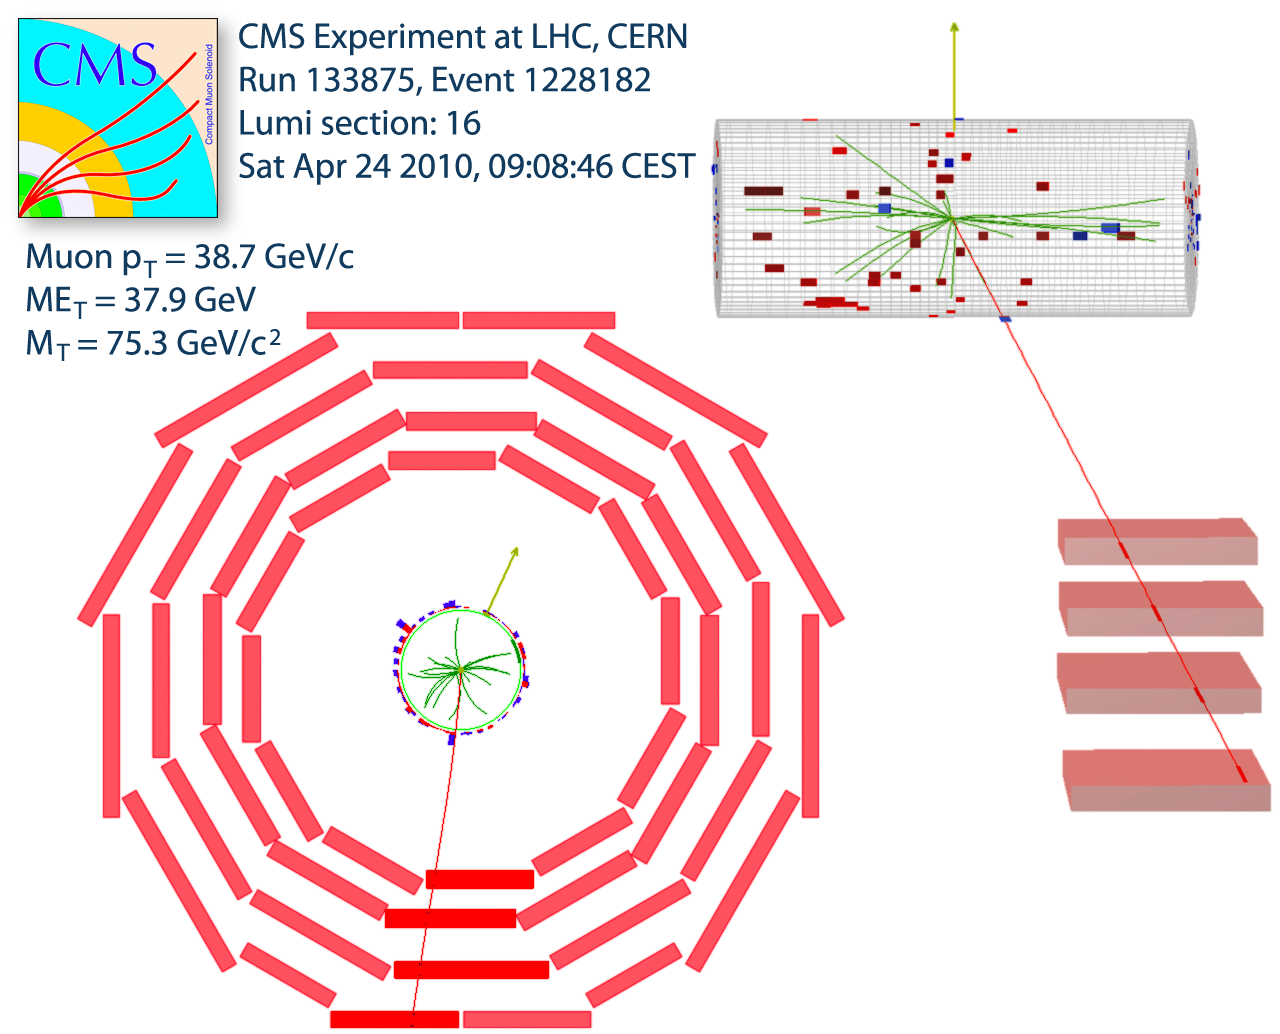 CMS
Compact Muon Solenoid
CMS Experiment at LHC, CERN
Run 133875, Event 1228182
Lumi section: 16
Sat Apr 24 2010, 09:08:46 CEST
Muon pT = 38.7 GeV/c
MET = 37.9 GeV
MT = 75.3 GeV/c²